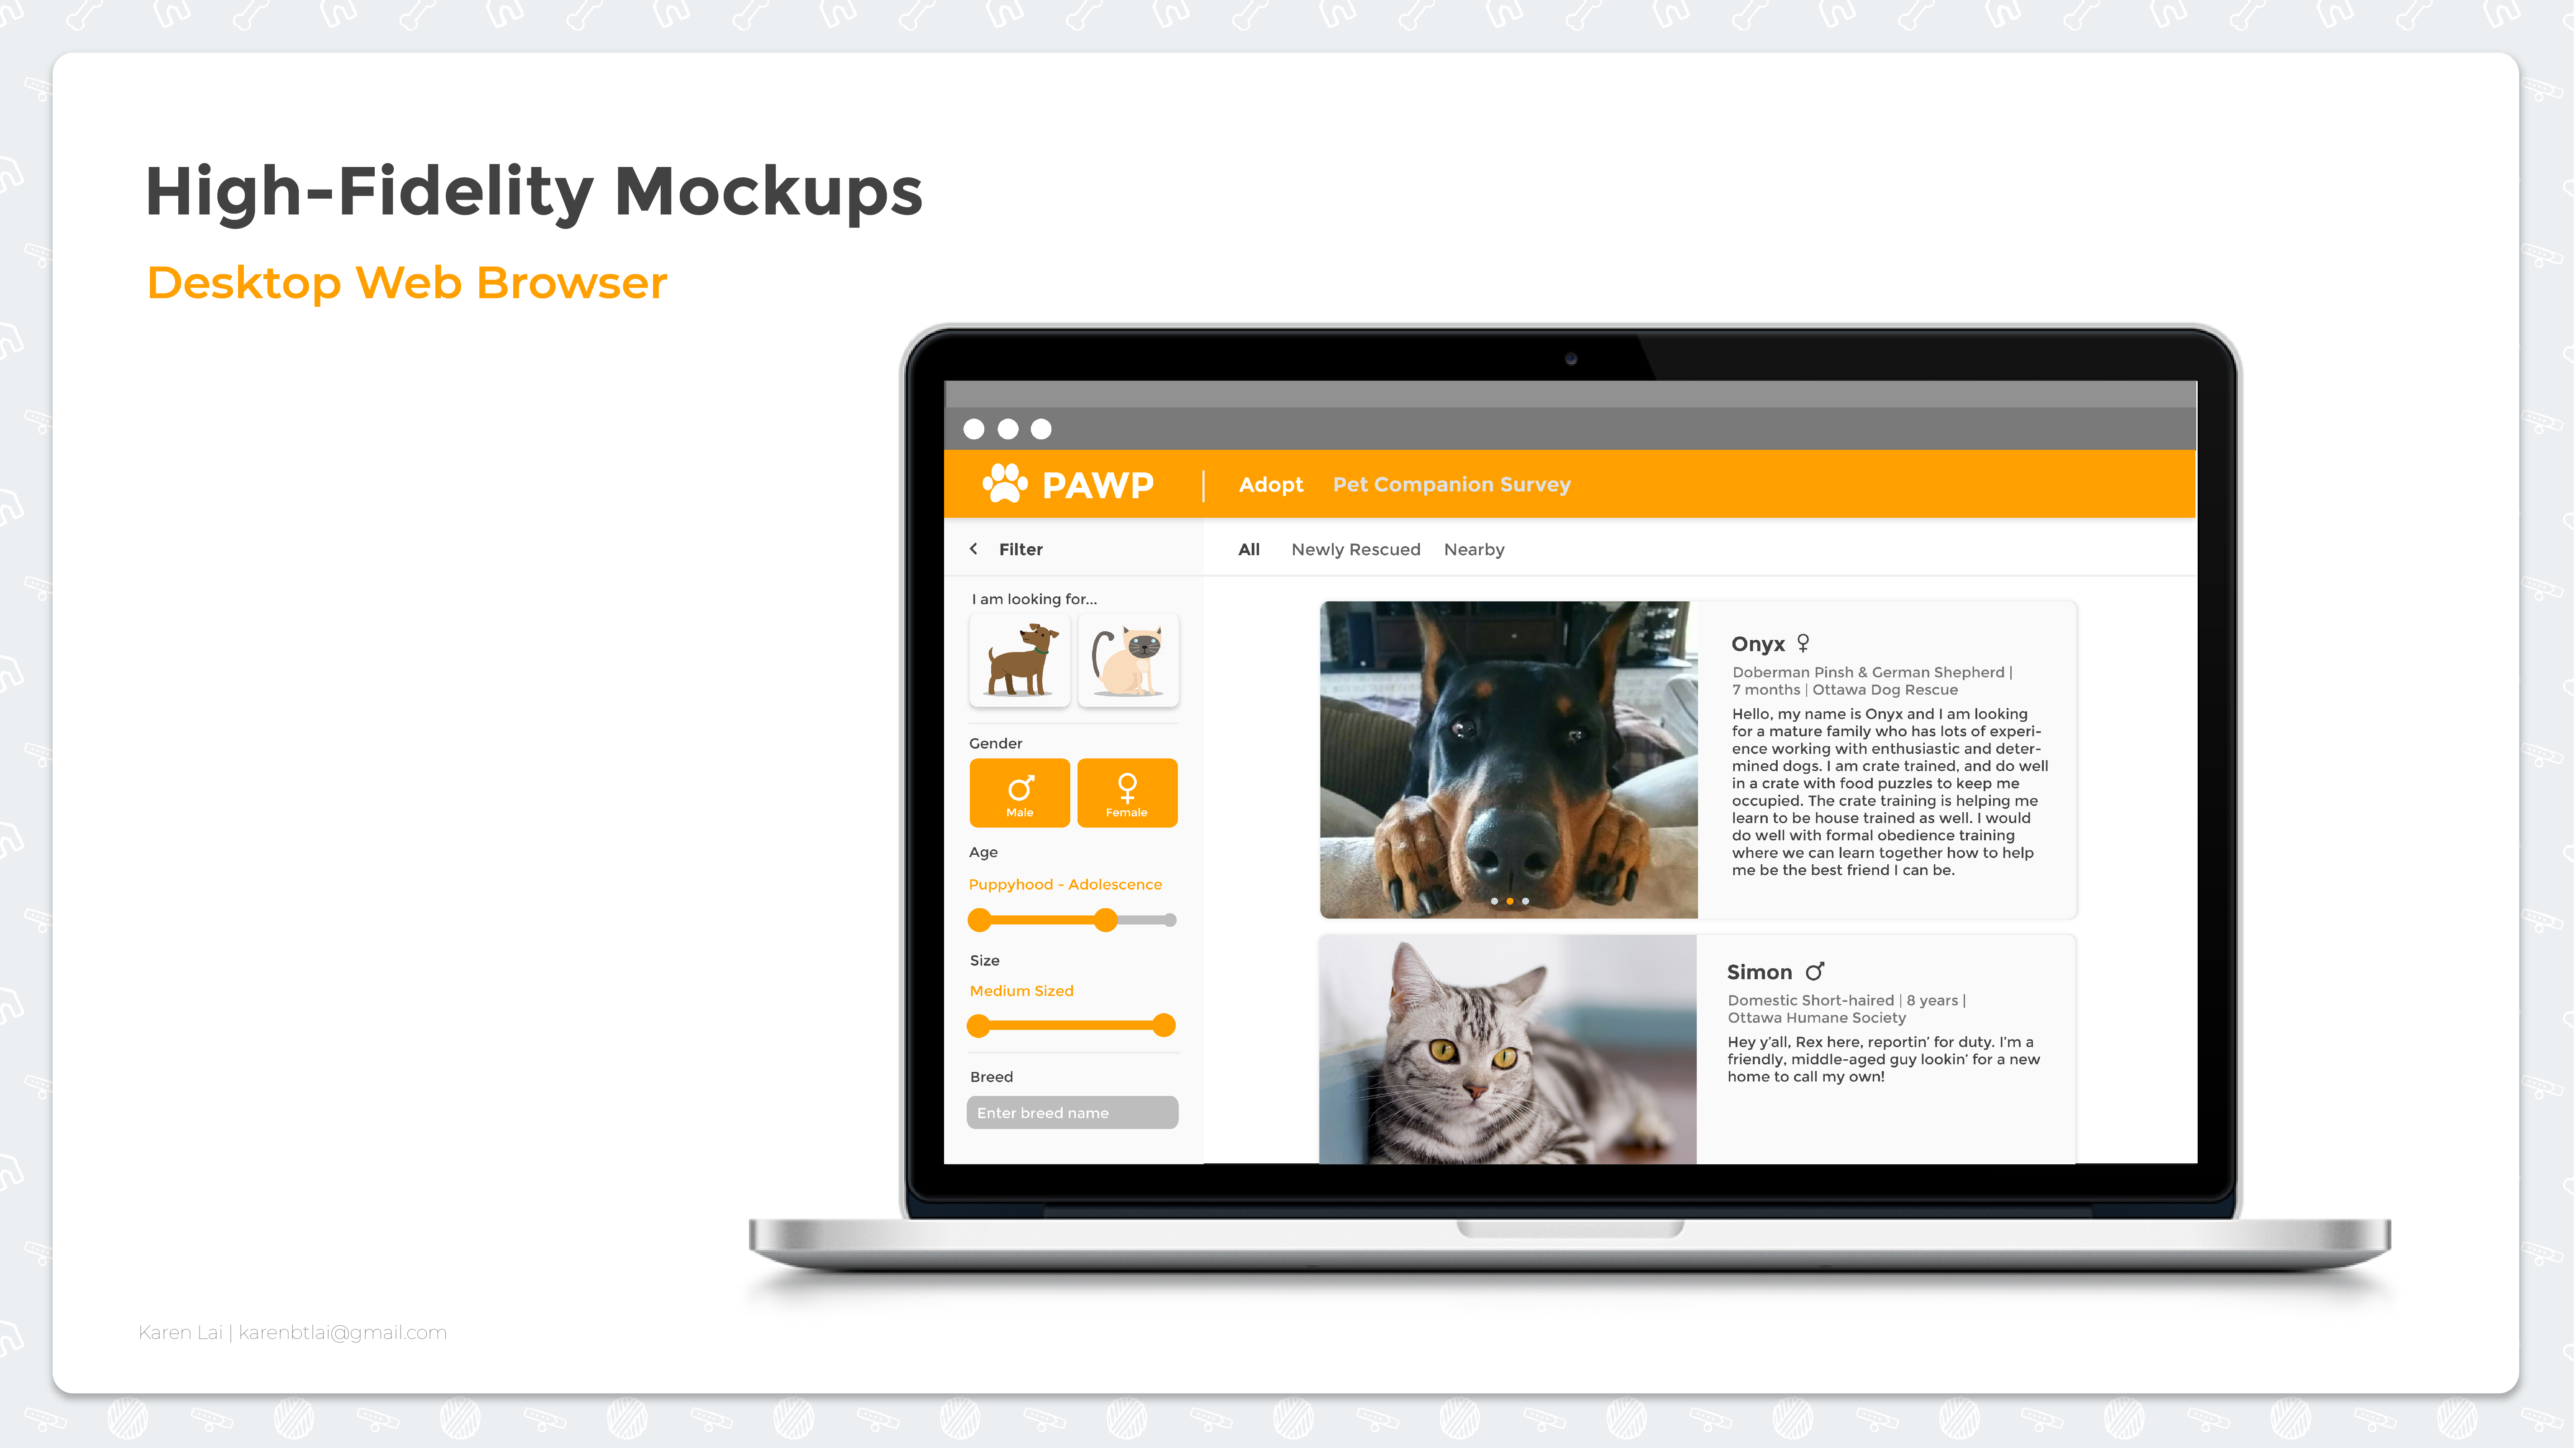 High-Fidelity Mockups
Desktop Web Browser
PAWP
Adopt
Pet Companion Survey
Filter
All
Newly Rescued
Nearby
I am looking for...
Gender
Male
Female
Age
Puppyhood - Adolescence
Size
Medium Sized
Breed
Enter breed name
Onyx ♀
Doberman Pinsh & German Shepherd |
7 months | Ottawa Dog Rescue
Hello, my name is Onyx and I am looking
for a mature family who has lots of experi-
ence working with enthusiastic and deter-
mined dogs. I am crate trained, and do well
in a crate with food puzzles to keep me
occupied. The crate training is helping me
learn to be house trained as well. I would
do well with formal obedience training
where we can learn together how to help
me be the best friend I can be.
Simon ♂
Domestic Short-haired | 8 years |
Ottawa Humane Society
Hey y'all, Rex here, reportin' for duty. I'm a
friendly, middle-aged guy lookin' for a new
home to call my own!
Karen Lai | karenbtlai@gmail.com